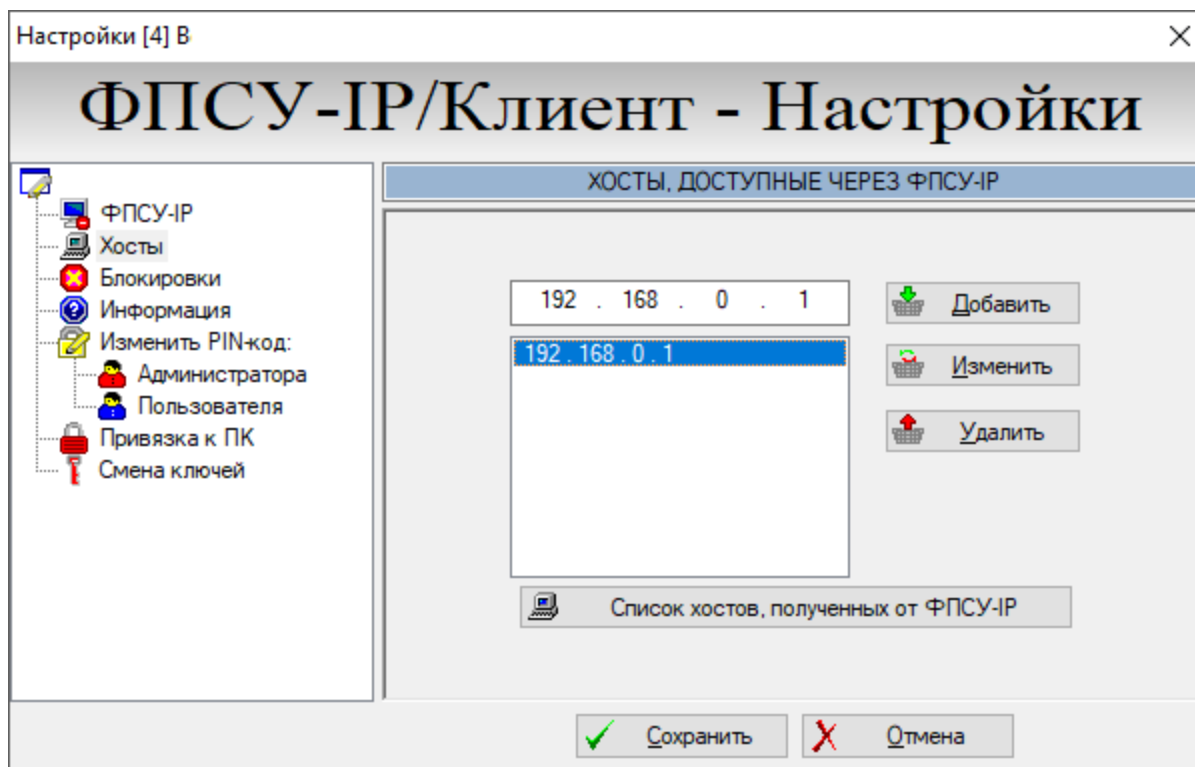 Настройки [4] В
ФПСУ-IP/Клиент - Настройки
ФПСУ-IP
Хосты
Блокировки
Информация
Изменить PIN-код:
Администратора
Пользователя
Привязка к ПК
Смена ключей
ХОСТЫ, ДОСТУПНЫЕ ЧЕРЕЗ ФПСУ-IP
192 . 168 . 0 . 1
Добавить
192 . 168 . 0 . 1
Изменить
Удалить
Список хостов, полученных от ФПСУ-IP
Сохранить
Отмена